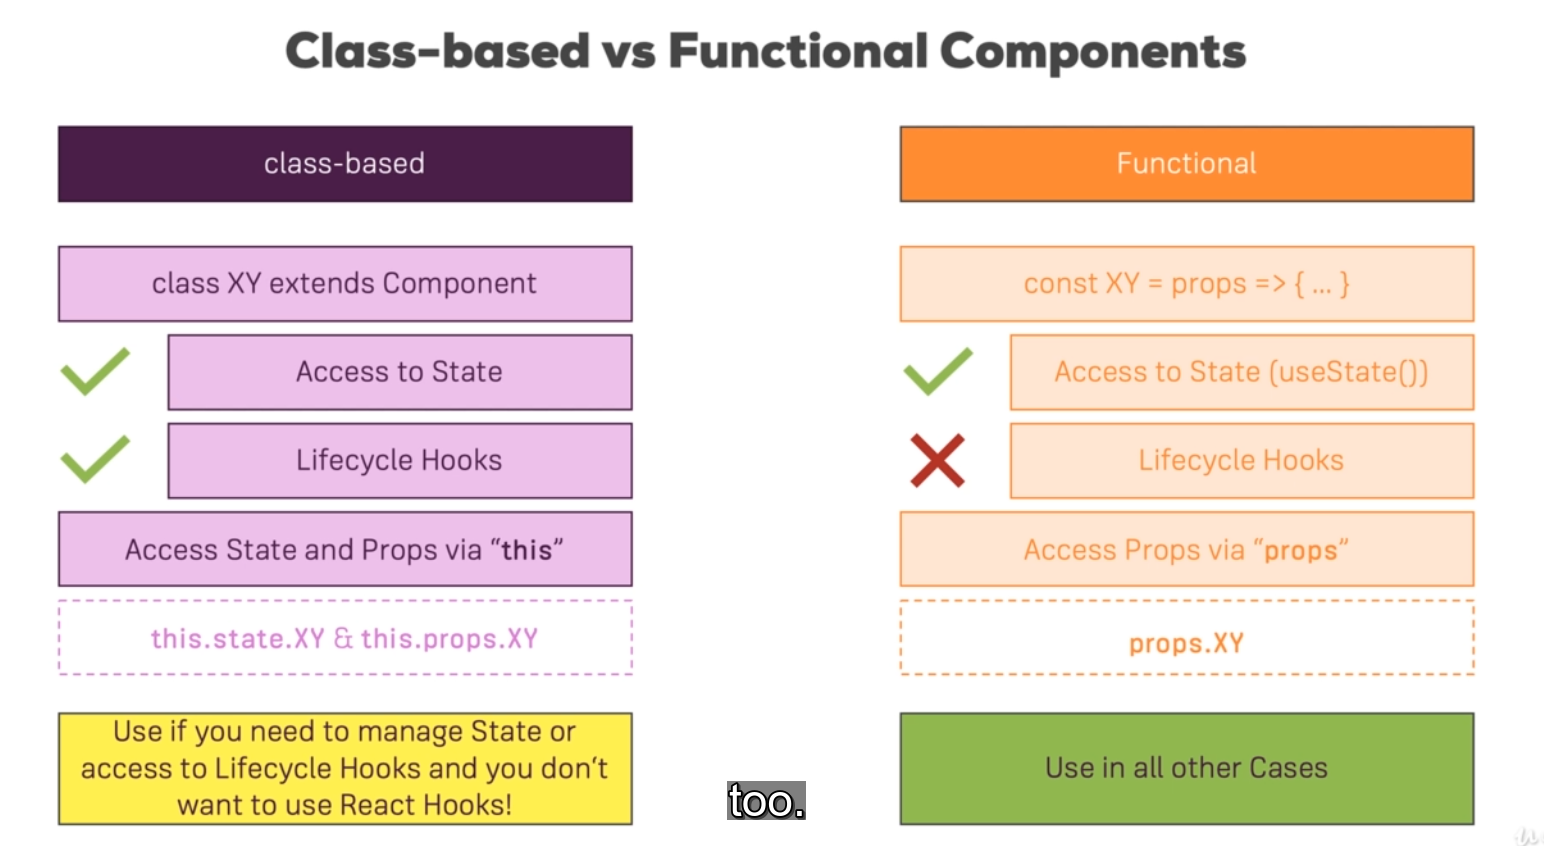 Class-based vs Functional Components
class-based
class XY extends Component
Access to State
Lifecycle Hooks
Access State and Props via “this”
this.state.XY & this.props.XY
Use if you need to manage State or
access to Lifecycle Hooks and you don‘t
want to use React Hooks!
Functional
const XY = props => { … }
Access to State (useState())
Lifecycle Hooks
Access Props via “props”
props.XY
Use in all other Cases
too.